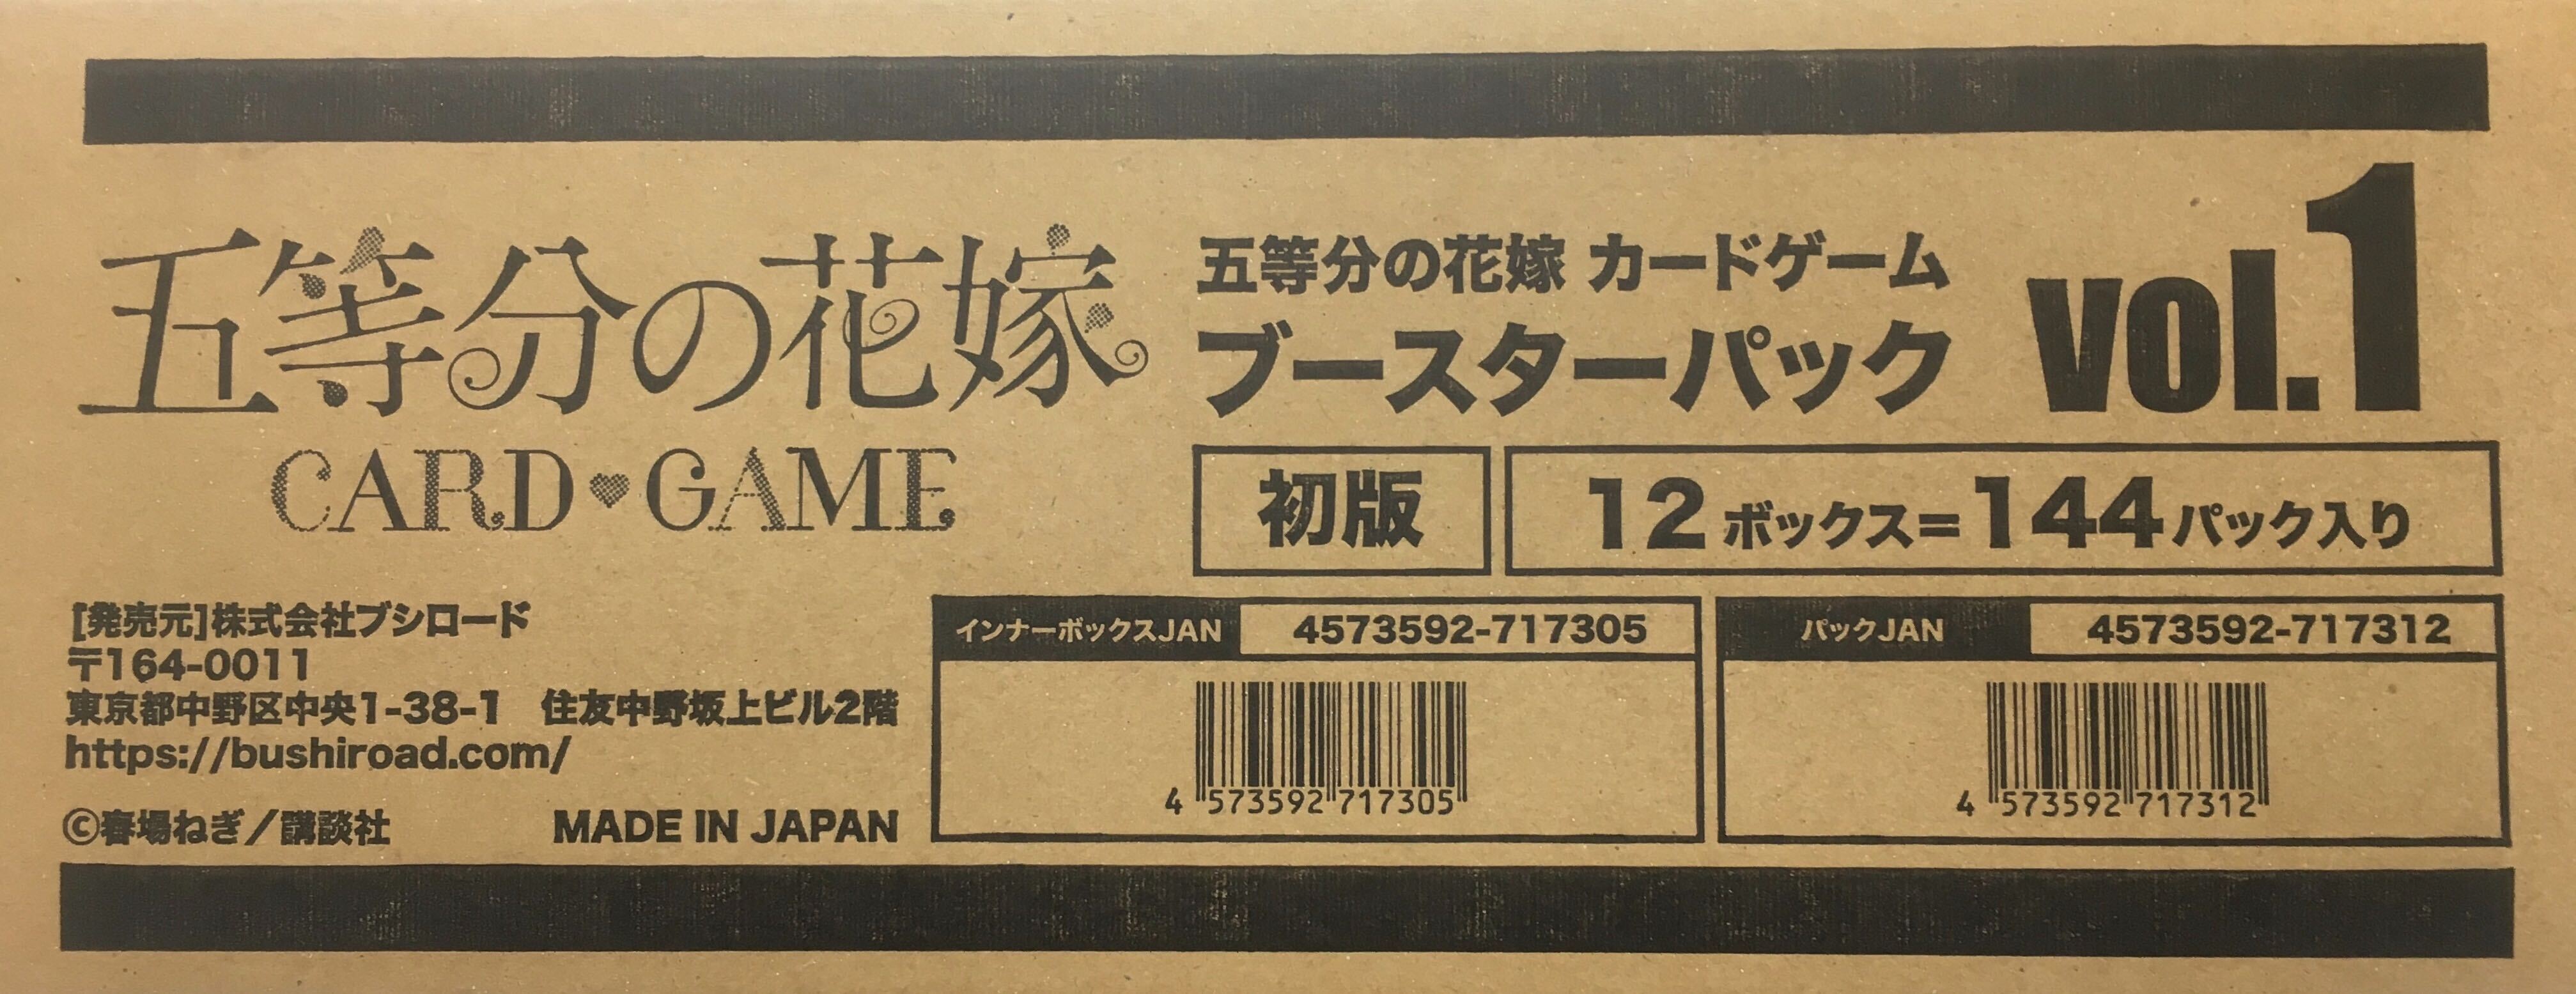 五等分の花嫁
CARD♥GAME
五等分の花嫁 カードゲーム
ブースターパック
vol.1
初版
12ボックス=144パック入り
[発売元]株式会社ブシロード
〒164-0011
東京都中野区中央1-38-1 住友中野坂上ビル2階
https://bushiroad.com/
©春場ねぎ/講談社
MADE IN JAPAN
インナーボックスJAN 4573592-717305
4 573592 717305
パックJAN 4573592-717312
4 573592 717312